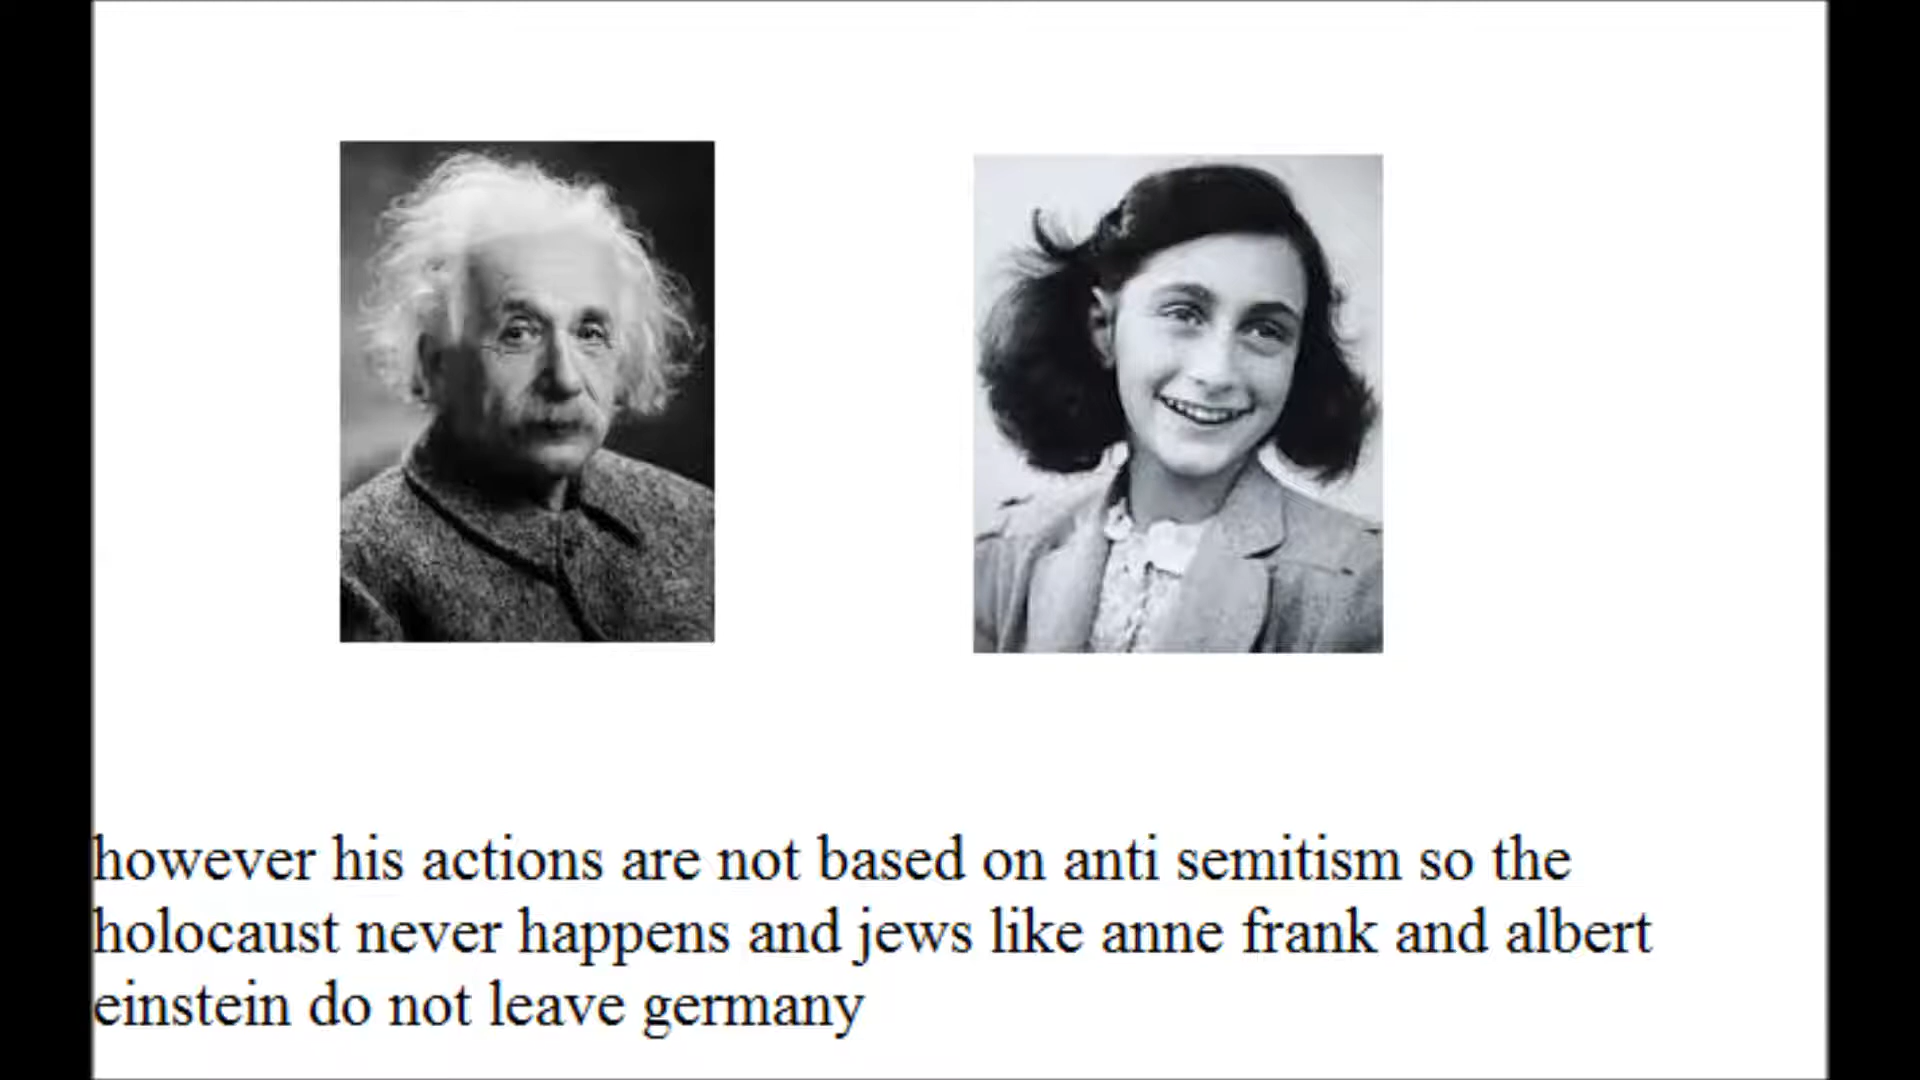 however his actions are not based on anti semitism so the
holocaust never happens and jews like anne frank and albert
einstein do not leave germany